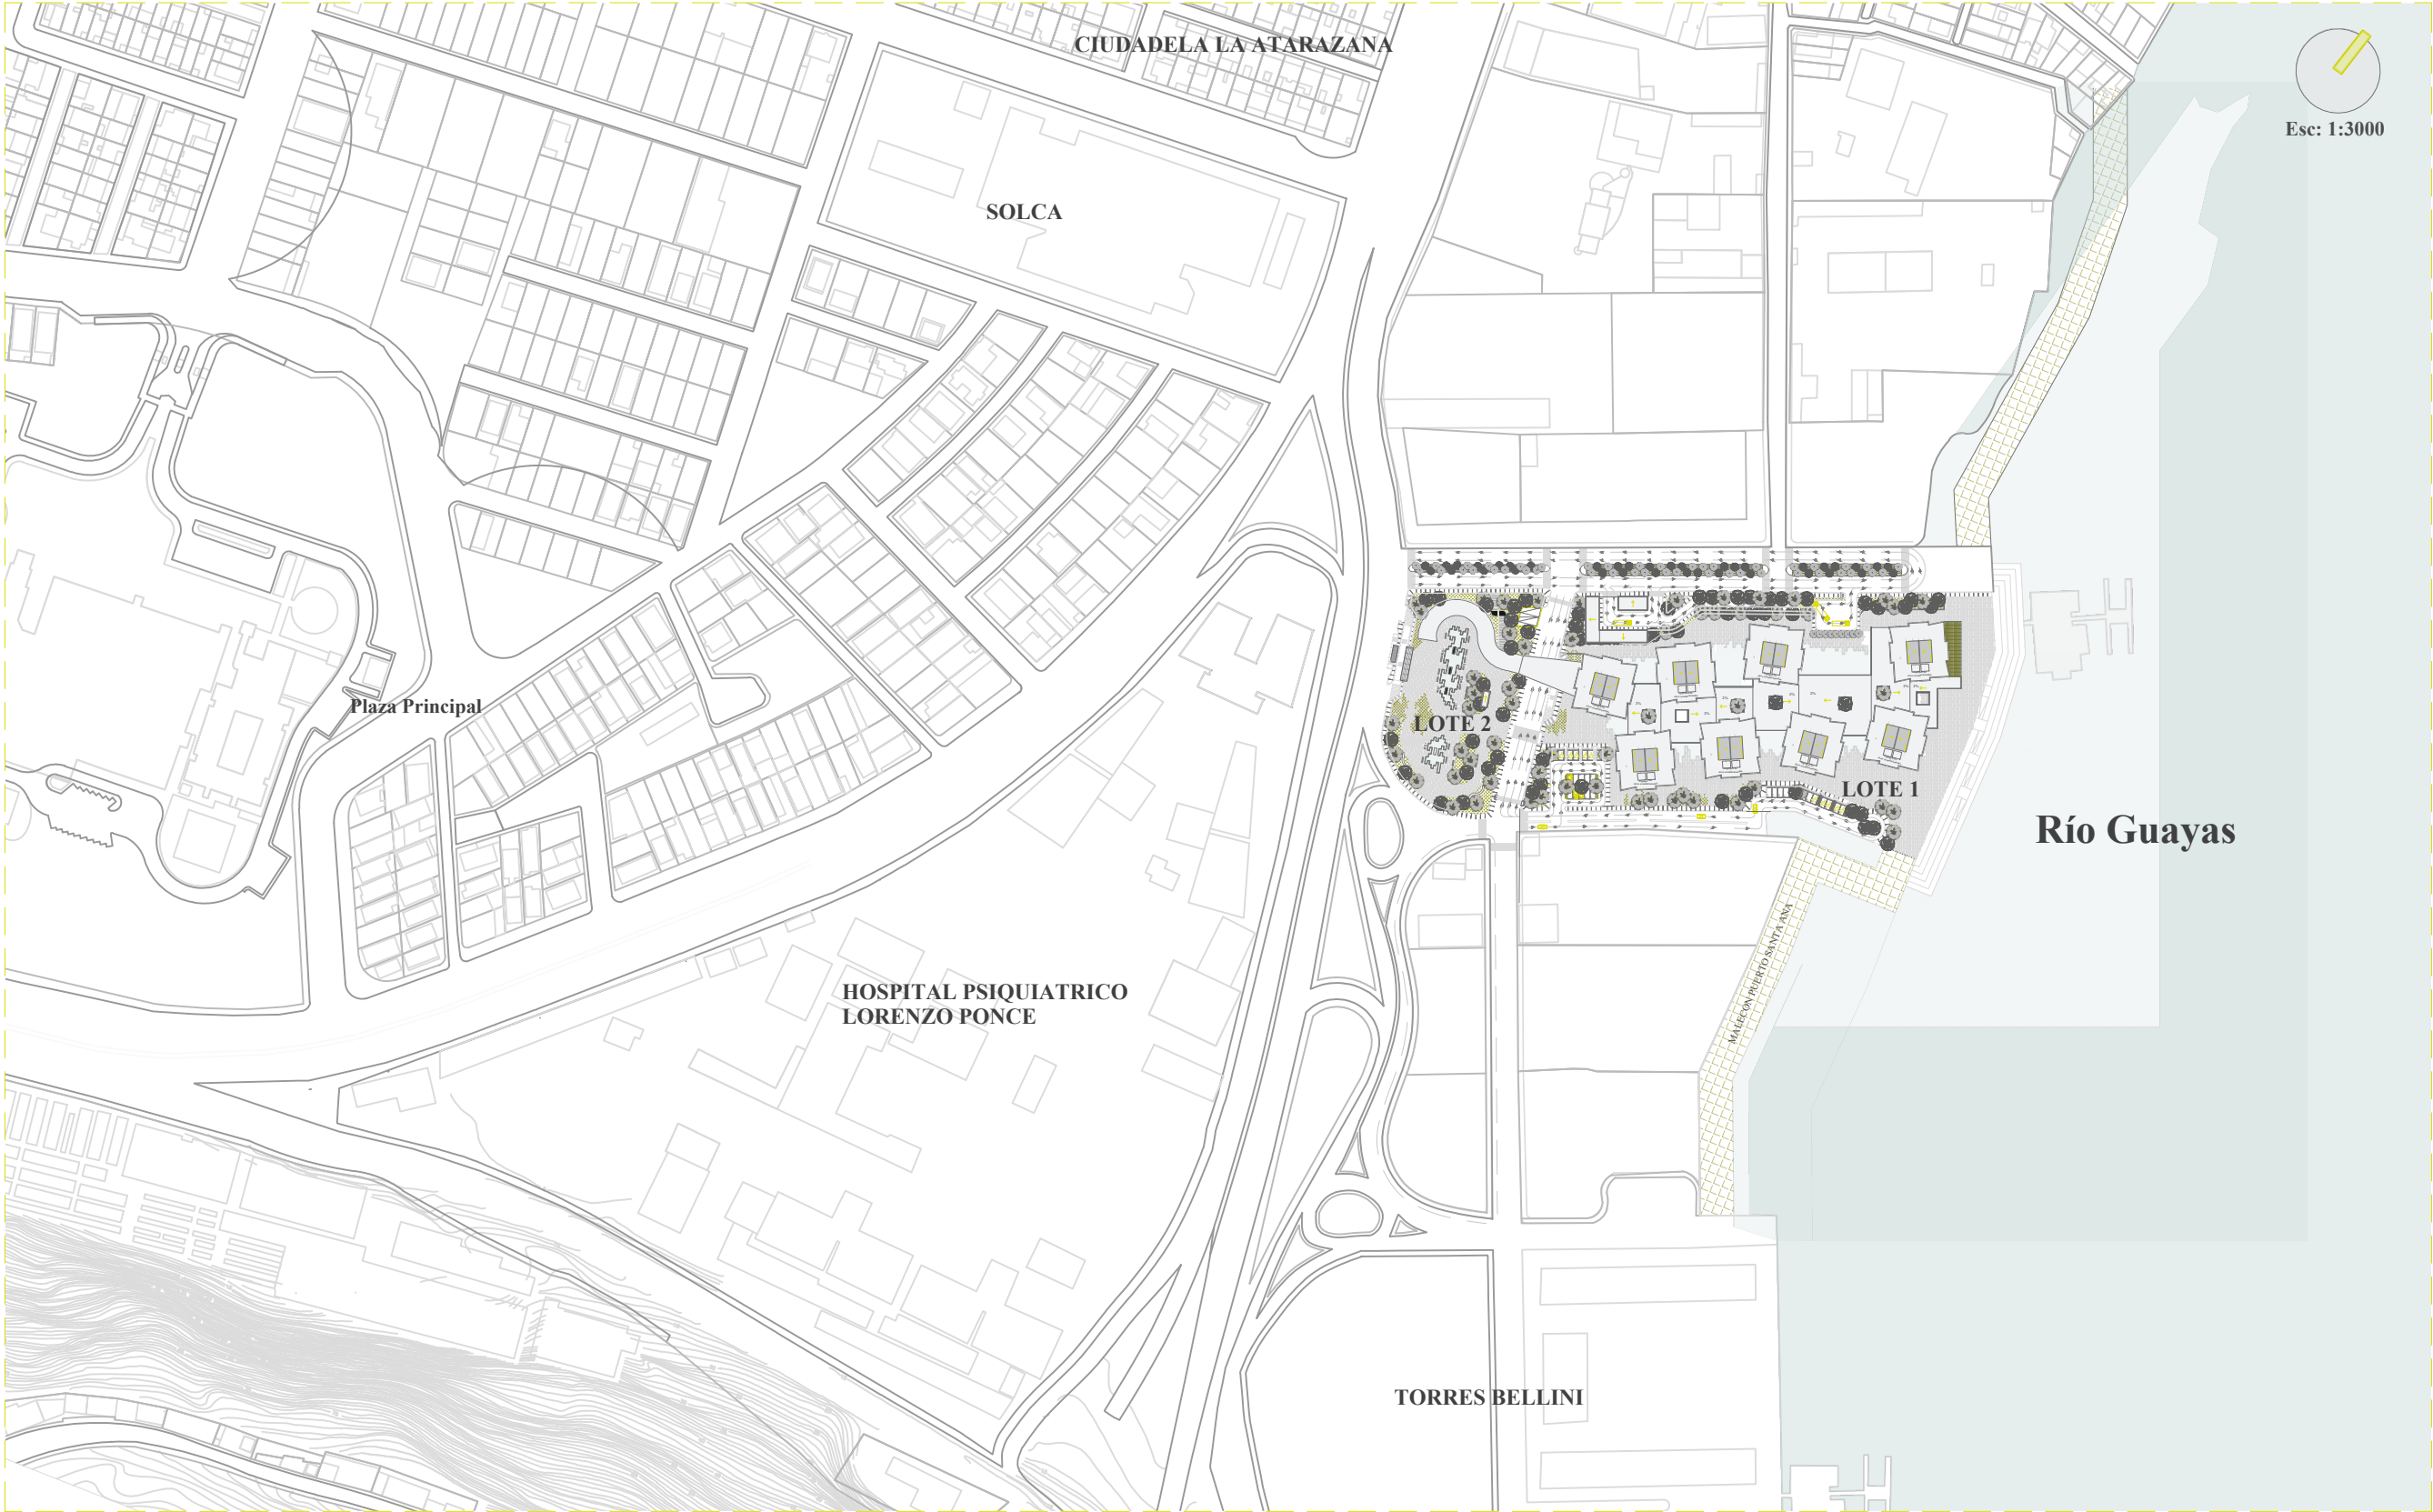 CIUDADELA LA ATARAZANA
Esc: 1:3000
SOLCA
Plaza Principal
LOTE 2
LOTE 1
Río Guayas
MALECÓN PUERTO SANTA ANA
HOSPITAL PSIQUIATRICO
LORENZO PONCE
TORRES BELLINI